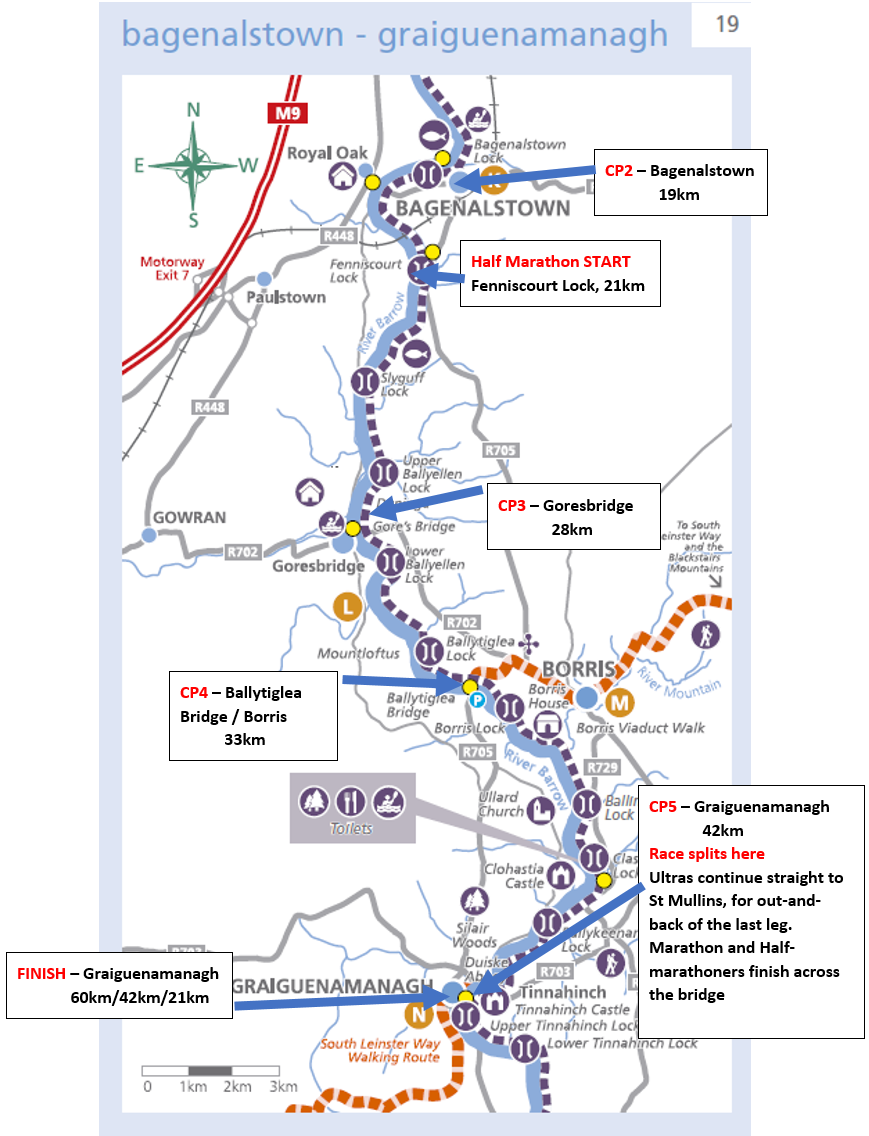 bagenalstown - graiguenamanagh
19
M9
N
E
W
S
Royal Oak
Bagenalstown
Lock
K
BAGENALSTOWN
CP2 – Bagenalstown
19km
R448
Motorway
Exit 7
Fenniscourt
Lock
Half Marathon START
Fenniscourt Lock, 21km
Paulstown
River Barrow
Slyguff
Lock
R448
R705
Upper
Ballyellen
Lock
CP3 – Goresbridge
28km
GOWRAN
Gore's Bridge
R702
Goresbridge
Lower
Ballyellen
Lock
To South
einster Way
and the
Blackstairs
Mountains
L
R702
Mountloftus
Ballytiglea
Lock
BORRIS
River Mountain
CP4 – Ballytiglea
Bridge / Borris
33km
Ballytiglea
Bridge
P
Borris
House
M
Borris Lock
Borris Viaduct Walk
R705
River Barrow
R729
Toilets
Ullard
Church
Lock
CP5 – Graiguenamanagh
42km
Race splits here
Ultras continue straight to
St Mullins, for out-and-
back of the last leg.
Marathon and Half-
marathoners finish across
the bridge
Clas
Loc
Clohastia
Castle
Silair
Woods
allykeenan
Lock
Duiske
Ab
R703
FINISH – Graiguenamanagh
60km/42km/21km
GRAIGUENAMANAGH
Tinnahinch
Tinnahinch Castle
N
Upper Tinnahinch Lock
South Leinster Way
Walking Route
Lower Tinnahinch Lock
0 1km 2km 3km